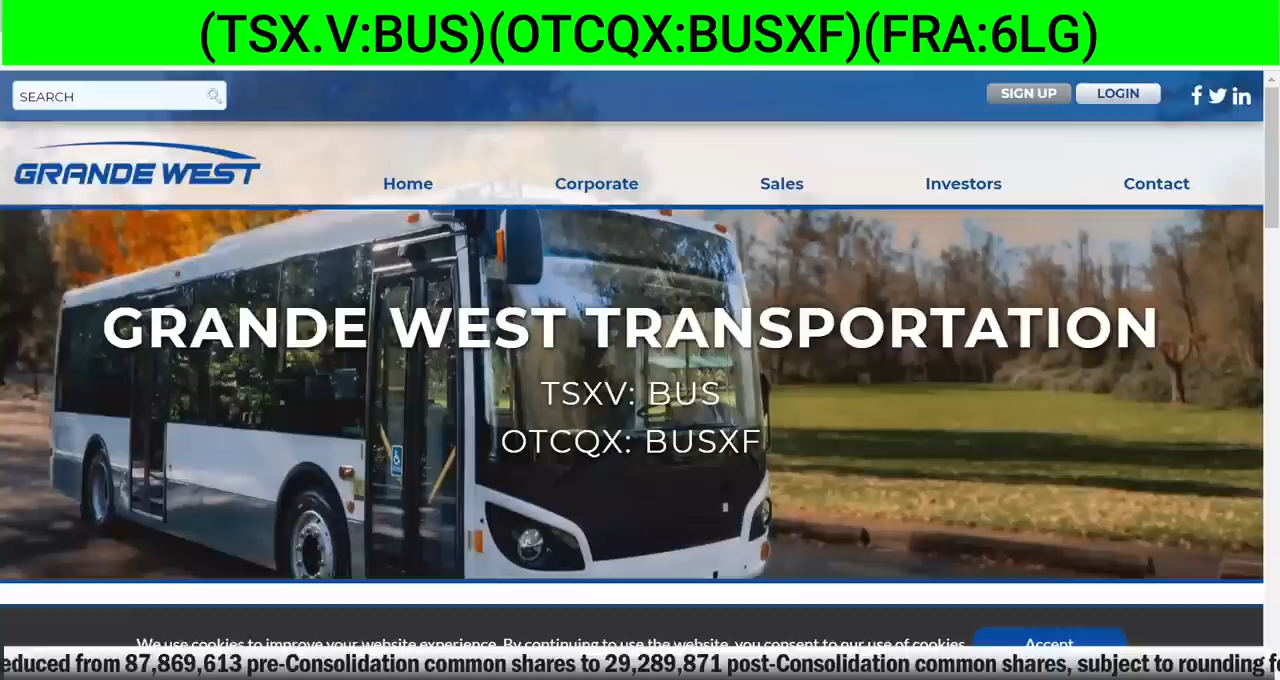 (TSX.V:BUS)(OTCQX:BUSXF)(FRA:6LG)
SEARCH
SIGN UP
LOGIN
GRANDE WEST
Home
Corporate
Sales
Investors
Contact
GRANDE WEST TRANSPORTATION
TSXV: BUS
OTCQX: BUSXF
We use cookies to improve your website experience. By continuing to use the website, you consent to our use of cookies.
Accept
educed from 87,869,613 pre-Consolidation common shares to 29,289,871 post-Consolidation common shares, subject to rounding f